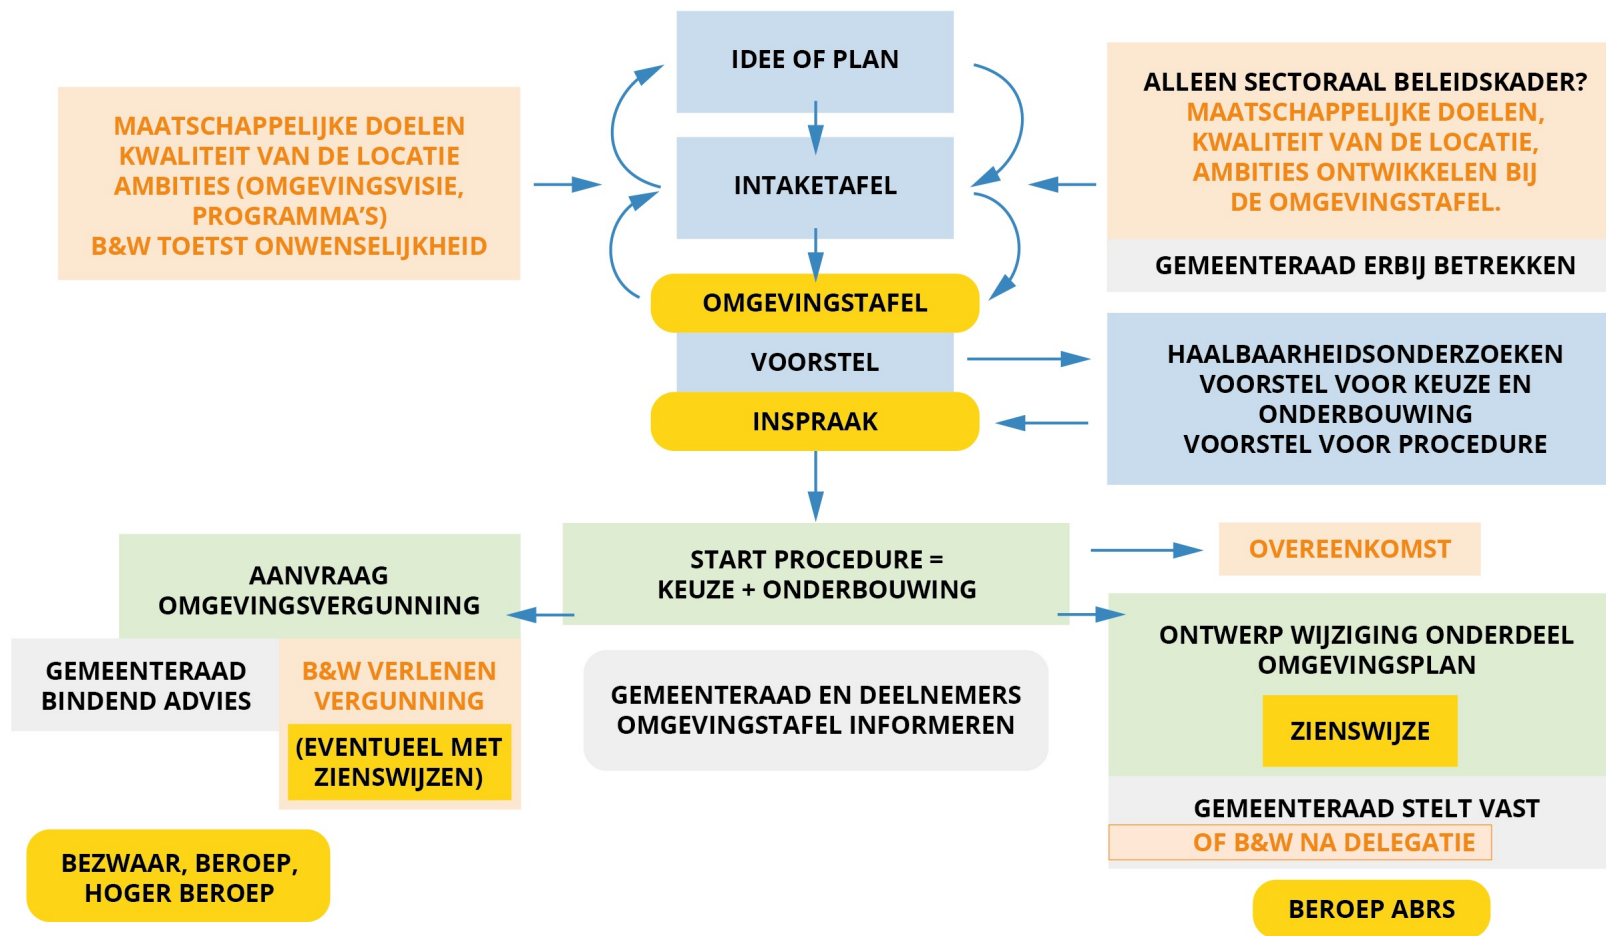 IDEE OF PLAN
MAATSCHAPPELIJKE DOELEN
KWALITEIT VAN DE LOCATIE
AMBITIES (OMGEVINGSVISIE,
PROGRAMMA’S)
B&W TOETST ONWENSELIJKHEID
INTAKETAFEL
ALLEEN SECTORAAL BELEIDSKADER?
MAATSCHAPPELIJKE DOELEN,
KWALITEIT VAN DE LOCATIE,
AMBITIES ONTWIKKELEN BIJ
DE OMGEVINGSTAFEL.
GEMEENTERAAD ERBIJ BETREKKEN
OMGEVINGSTAFEL
VOORSTEL
INSPRAAK
HAALBAARHEIDSONDERZOEKEN
VOORSTEL VOOR KEUZE EN
ONDERBOUWING
VOORSTEL VOOR PROCEDURE
START PROCEDURE =
KEUZE + ONDERBOUWING
OVEREENKOMST
AANVRAAG
OMGEVINGSVERGUNNING
GEMEENTERAAD
BINDEND ADVIES
B&W VERLENEN
VERGUNNING
(EVENTUEEL MET
ZIENSWIJZEN)
BEZWAAR, BEROEP,
HOGER BEROEP
GEMEENTERAAD EN DEELNEMERS
OMGEVINGSTAFEL INFORMEREN
ONTWERP WIJZIGING ONDERDEEL
OMGEVINGSPLAN
ZIENSWIJZE
GEMEENTERAAD STELT VAST
OF B&W NA DELEGATIE
BEROEP ABRS